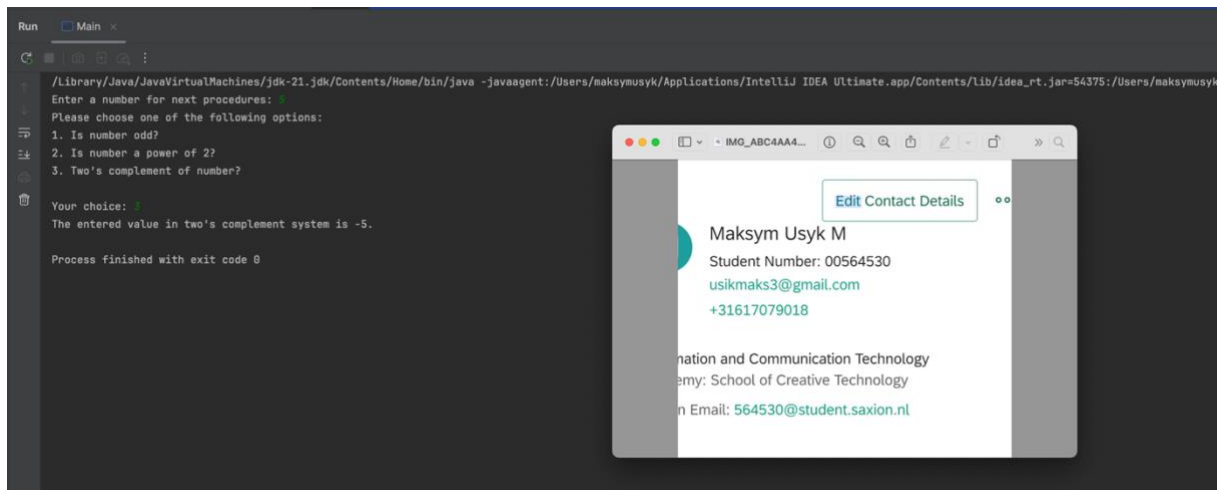 Run Main ×
/Library/Java/JavaVirtualMachines/jdk-21.jdk/Contents/Home/bin/java -javaagent:/Users/maksymusyk/Applications/IntelliJ IDEA Ultimate.app/Contents/lib/idea_rt.jar=54375:/Users/maksymusyk
Enter a number for next procedures: 5
Please choose one of the following options:
1. Is number odd?
2. Is number a power of 2?
3. Two's complement of number?
Your choice: 3
The entered value in two's complement system is -5.
Process finished with exit code 0
IMG_ABC4AA4...
Edit Contact Details
Maksym Usyk M
Student Number: 00564530
usikmaks3@gmail.com
+31617079018
mation and Communication Technology
emy: School of Creative Technology
n Email: 564530@student.saxion.nl